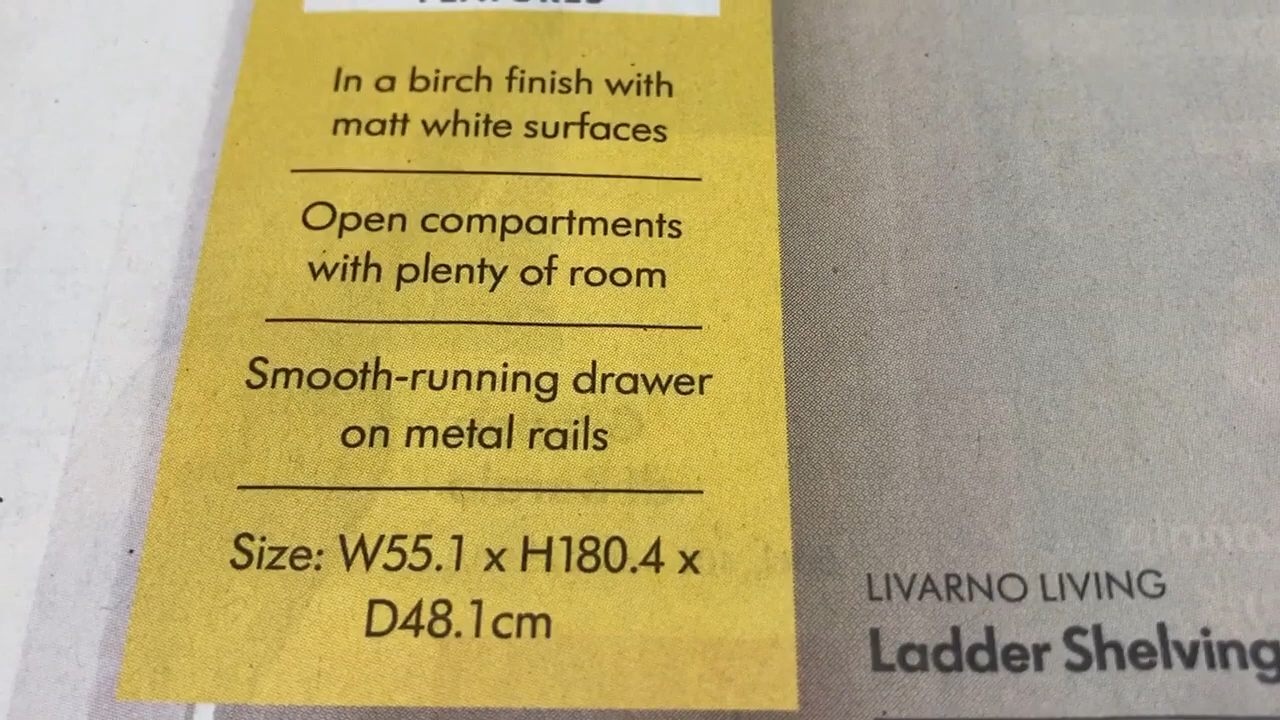 In a birch finish with
matt white surfaces
Open compartments
with plenty of room
Smooth-running drawer
on metal rails
Size: W55.1 x H180.4 x
D48.1cm
LIVARNO LIVING
Ladder Shelving